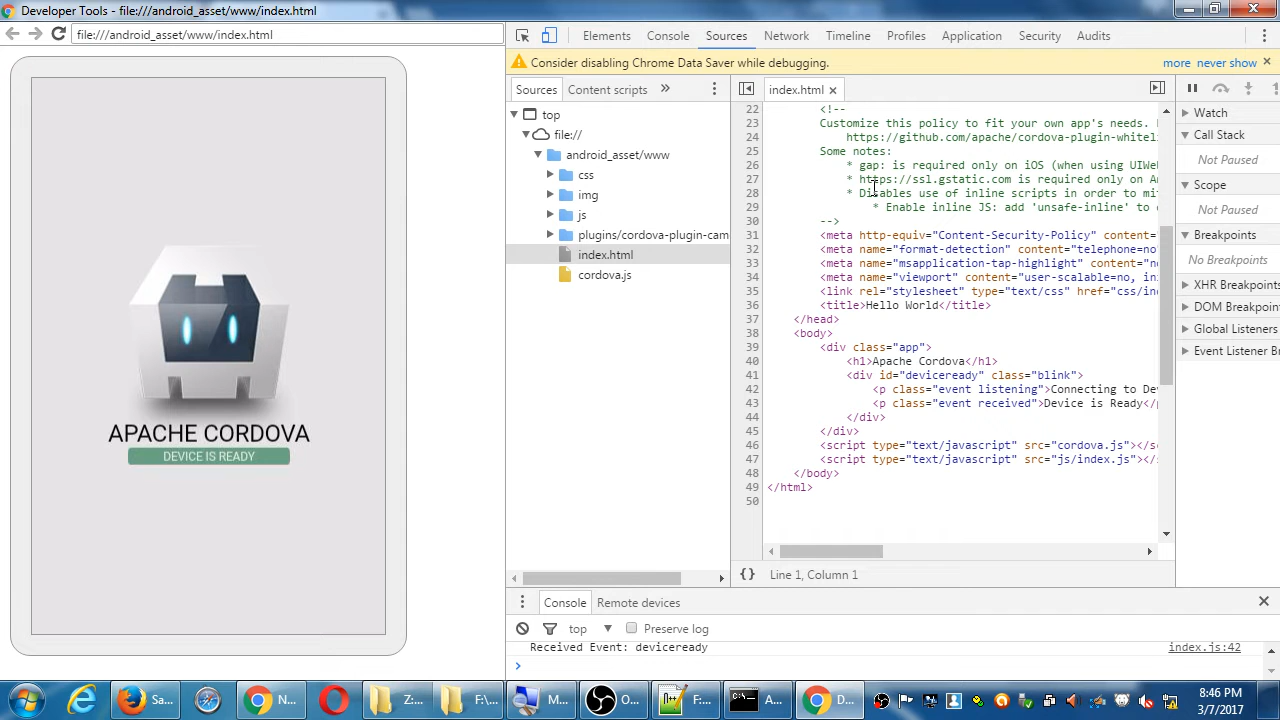 Developer Tools - file:///android_asset/www/index.html
file:///android_asset/www/index.html
Elements Console Sources Network Timeline Profiles Application Security Audits
Consider disabling Chrome Data Saver while debugging. more never show
Sources Content scripts »
index.html
top
file://
android_asset/www
css
img
js
plugins/cordova-plugin-cam
index.html
cordova.js
22 <!--
23 Customize this policy to fit your own app's needs.
24 https://github.com/apache/cordova-plugin-whiteli
25 Some notes:
26 * gap: is required only on iOS (when using UIWeb
27 * https://ssl.gstatic.com is required only on An
28 * Disables use of inline scripts in order to mit
29 * Enable inline JS: add 'unsafe-inline' to
30 -->
31 <meta http-equiv="Content-Security-Policy" content=
32 <meta name="format-detection" content="telephone=no
33 <meta name="msapplication-tap-highlight" content="no
34 <meta name="viewport" content="user-scalable=no, ini
35 <link rel="stylesheet" type="text/css" href="css/in
36 <title>Hello World</title>
37 </head>
38 <body>
39 <div class="app">
40 <h1>Apache Cordova</h1>
41 <div id="deviceready" class="blink">
42 <p class="event listening">Connecting to De
43 <p class="event received">Device is Ready</
44 </div>
45 </div>
46 <script type="text/javascript" src="cordova.js"></s
47 <script type="text/javascript" src="js/index.js"></s
48 </body>
49 </html>
50
{ } Line 1, Column 1
Watch
Call Stack
Not Paused
Scope
Not Paused
Breakpoints
No Breakpoints
XHR Breakpoints
DOM Breakpoin
Global Listeners
Event Listener B
APACHE CORDOVA
DEVICE IS READY
Console Remote devices
top Preserve log
Received Event: deviceready index.js:42
>
Sa... N... Z:... F:\... M... O... F:... A... D...
8:46 PM
3/7/2017